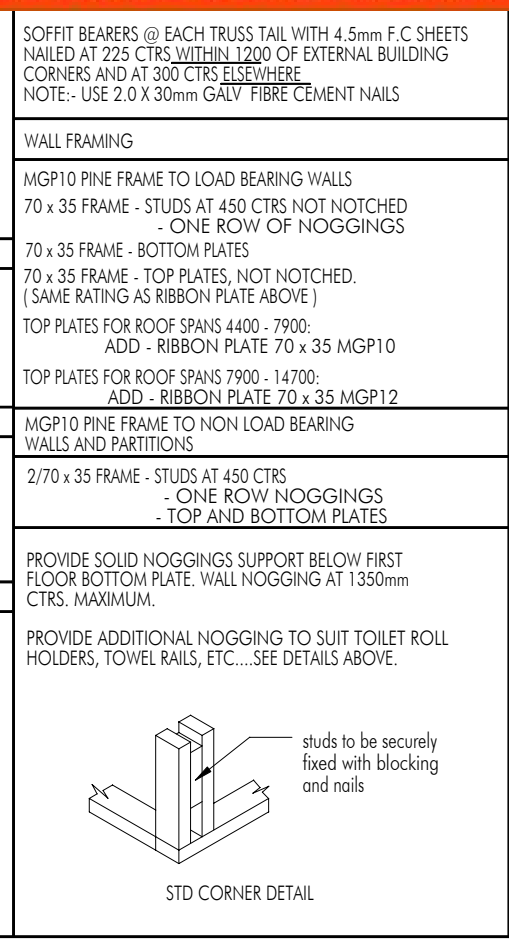 SOFFIT BEARERS @ EACH TRUSS TAIL WITH 4.5mm F.C SHEETS
NAILED AT 225 CTRS WITHIN 1200 OF EXTERNAL BUILDING
CORNERS AND AT 300 CTRS ELSEWHERE
NOTE:- USE 2.0 X 30mm GALV FIBRE CEMENT NAILS
WALL FRAMING
MGP10 PINE FRAME TO LOAD BEARING WALLS
70 x 35 FRAME - STUDS AT 450 CTRS NOT NOTCHED
- ONE ROW OF NOGGINGS
70 x 35 FRAME - BOTTOM PLATES
70 x 35 FRAME - TOP PLATES, NOT NOTCHED.
( SAME RATING AS RIBBON PLATE ABOVE )
TOP PLATES FOR ROOF SPANS 4400 - 7900:
ADD - RIBBON PLATE 70 x 35 MGP10
TOP PLATES FOR ROOF SPANS 7900 - 14700:
ADD - RIBBON PLATE 70 x 35 MGP12
MGP10 PINE FRAME TO NON LOAD BEARING
WALLS AND PARTITIONS
2/70 x 35 FRAME - STUDS AT 450 CTRS
- ONE ROW NOGGINGS
- TOP AND BOTTOM PLATES
PROVIDE SOLID NOGGINGS SUPPORT BELOW FIRST
FLOOR BOTTOM PLATE. WALL NOGGING AT 1350mm
CTRS. MAXIMUM.
PROVIDE ADDITIONAL NOGGING TO SUIT TOILET ROLL
HOLDERS, TOWEL RAILS, ETC....SEE DETAILS ABOVE.
studs to be securely
fixed with blocking
and nails
STD CORNER DETAIL